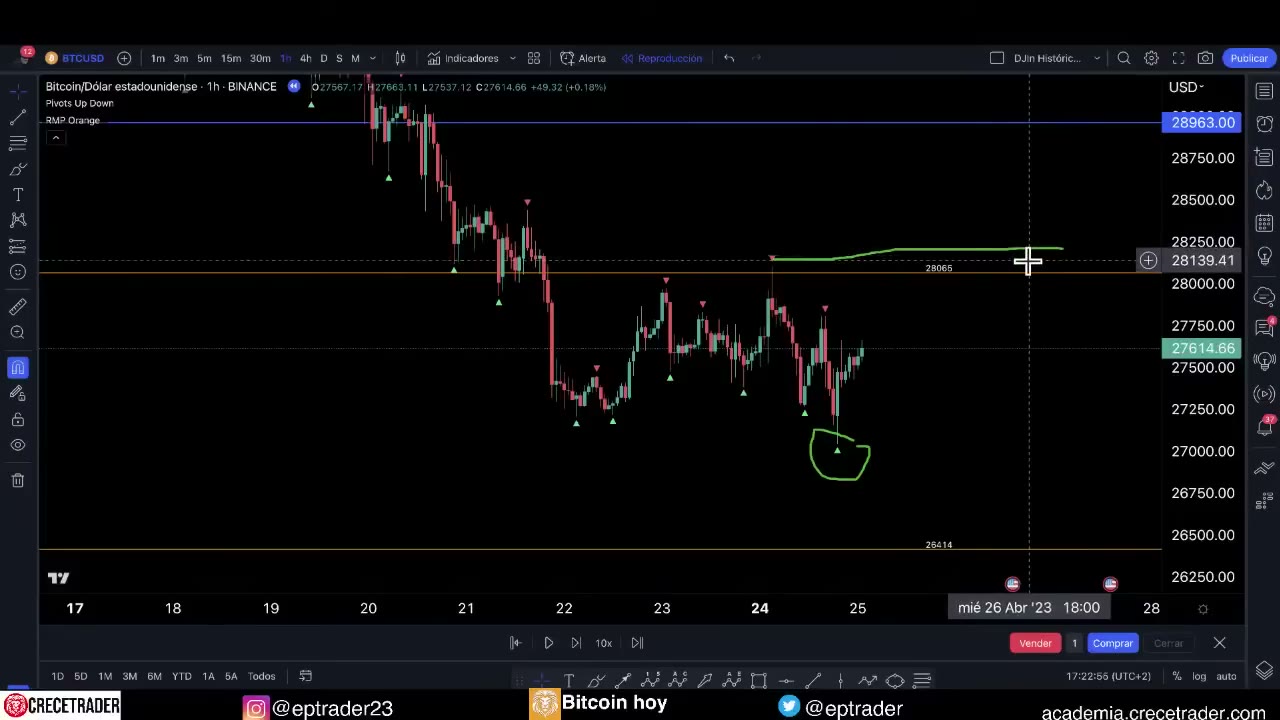 12
BTCUSD
1m 3m 5m 15m 30m 1h 4h D S M
Indicadores
Alerta
Reproducción
DJIn Históric...
Publicar
Bitcoin/Dólar estadounidense · 1h · BINANCE
O27567.17 H27663.11 L27537.12 C27614.66 +49.32 (+0.18%)
USD
Pivots Up Down
RMP Orange
28963.00
28750.00
28500.00
28250.00
28139.41
28065
28000.00
27750.00
27614.66
27500.00
27250.00
27000.00
26750.00
26500.00
26414
26250.00
4
37
17 18 19 20 21 22 23 24 25 mié 26 Abr '23 18:00 28
10x
Vender 1 Comprar Cerrar
1D 5D 1M 3M 6M YTD 1A 5A Todos
17:22:56 (UTC+2) % log auto
CRECETRADER
@eptrader23
Bitcoin hoy
@eptrader
academia.crecetrader.com